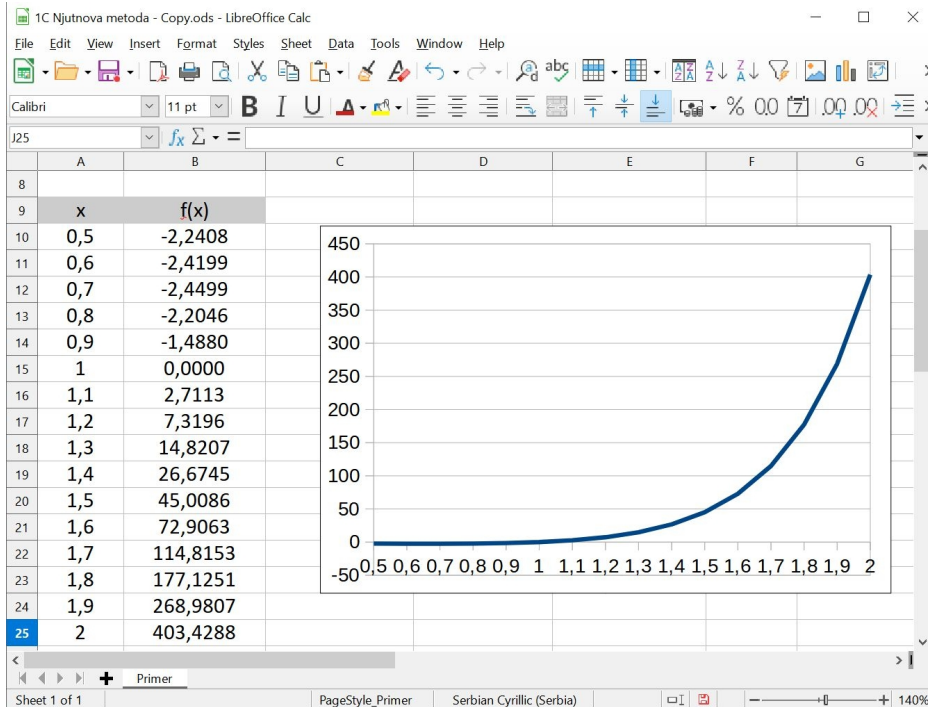 1C Njutnova metoda - Copy.ods - LibreOffice Calc
File Edit View Insert Format Styles Sheet Data Tools Window Help
Calibri 11 pt
J25
A B C D E F G
8
9 x f(x)
10 0,5 -2,2408
11 0,6 -2,4199
12 0,7 -2,4499
13 0,8 -2,2046
14 0,9 -1,4880
15 1 0,0000
16 1,1 2,7113
17 1,2 7,3196
18 1,3 14,8207
19 1,4 26,6745
20 1,5 45,0086
21 1,6 72,9063
22 1,7 114,8153
23 1,8 177,1251
24 1,9 268,9807
25 2 403,4288
450
400
350
300
250
200
150
100
50
0
-50
0,5 0,6 0,7 0,8 0,9 1 1,1 1,2 1,3 1,4 1,5 1,6 1,7 1,8 1,9 2
Primer
Sheet 1 of 1 PageStyle_Primer Serbian Cyrillic (Serbia) 140%